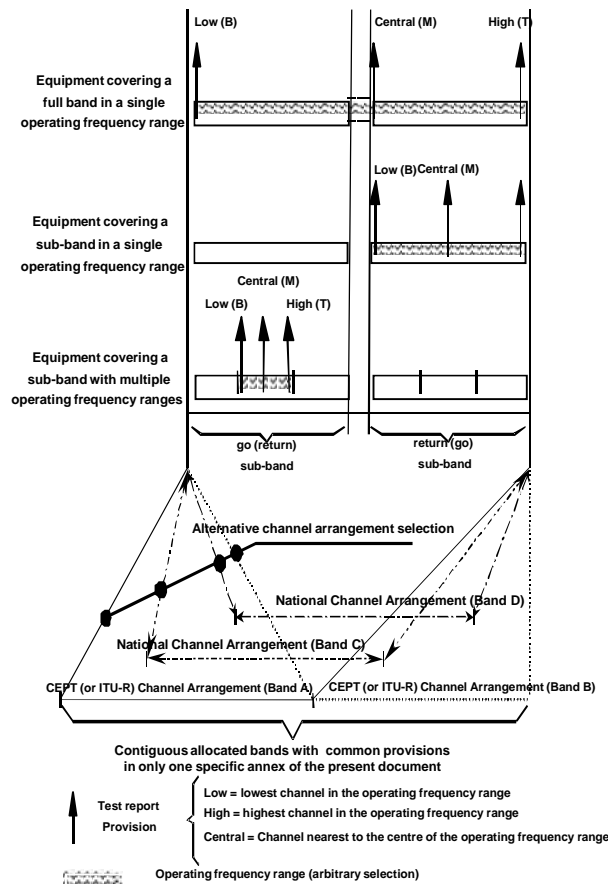 Low (B)
Central (M)
High (T)
Equipment covering a
full band in a single
operating frequency range
Low (B)
Central (M)
Equipment covering a
sub-band in a single
operating frequency range
Central (M)
Low (B)
High (T)
Equipment covering a
sub-band with multiple
operating frequency ranges
go (return)
sub-band
return (go)
sub-band
Alternative channel arrangement selection
National Channel Arrangement (Band D)
National Channel Arrangement (Band C)
CEPT (or ITU-R) Channel Arrangement (Band A)
CEPT (or ITU-R) Channel Arrangement (Band B)
Contiguous allocated bands with common provisions
in only one specific annex of the present document
Test report
Provision
Low = lowest channel in the operating frequency range
High = highest channel in the operating frequency range
Central = Channel nearest to the centre of the operating frequency range
Operating frequency range (arbitrary selection)